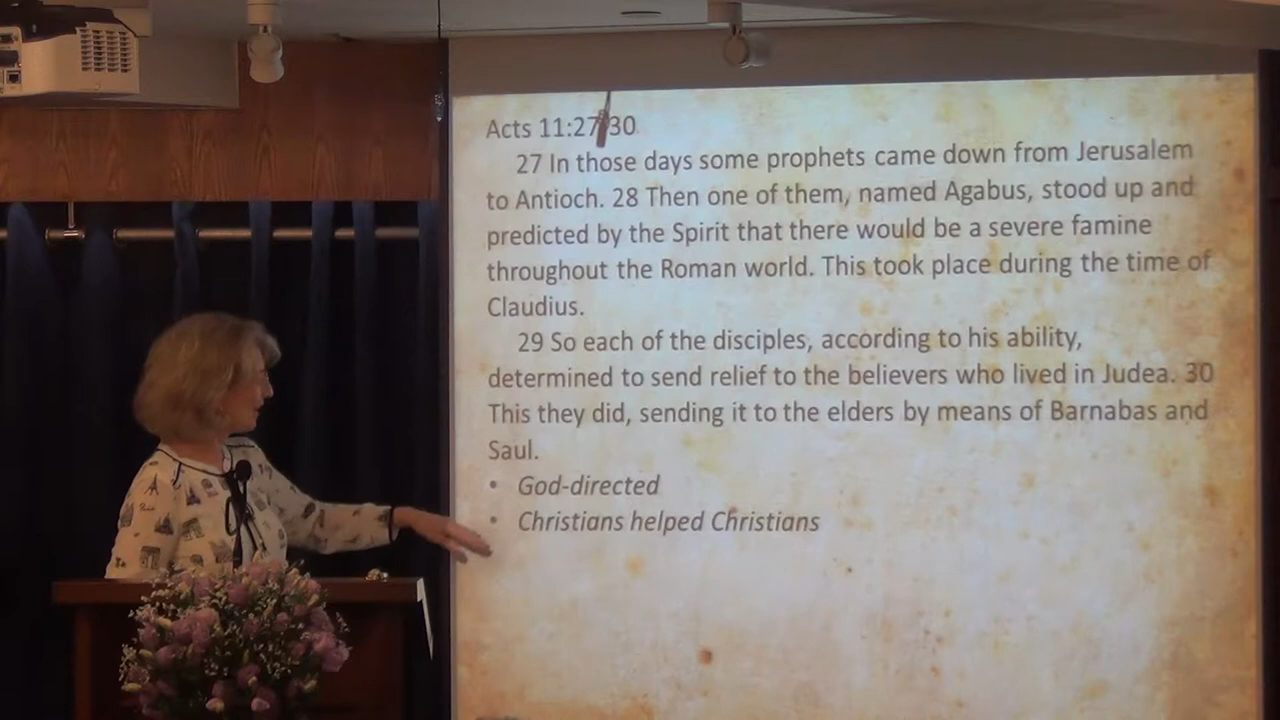 Acts 11:27-30
27 In those days some prophets came down from Jerusalem
to Antioch. 28 Then one of them, named Agabus, stood up and
predicted by the Spirit that there would be a severe famine
throughout the Roman world. This took place during the time of
Claudius.
29 So each of the disciples, according to his ability,
determined to send relief to the believers who lived in Judea. 30
This they did, sending it to the elders by means of Barnabas and
Saul.
• God-directed
• Christians helped Christians